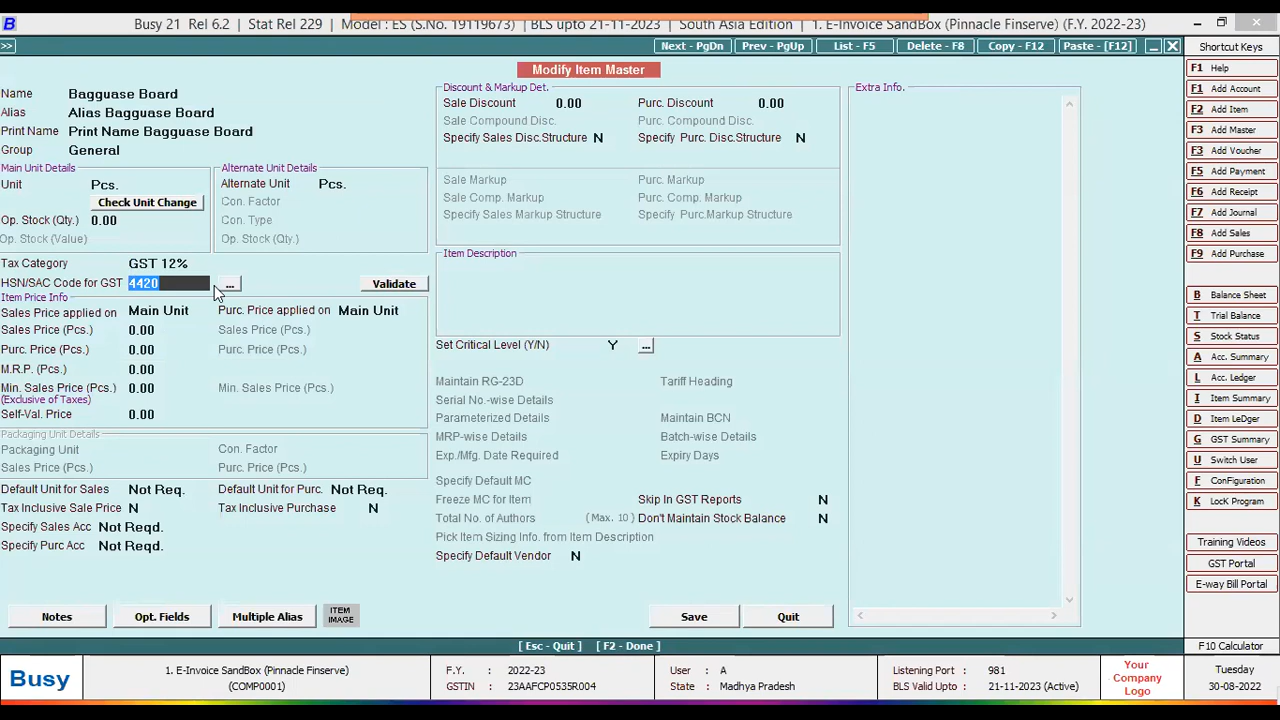 Busy 21 Rel 6.2 | Stat Rel 229 | Model : ES (S.No. 19119673) | BLS upto 21-11-2023 | South Asia Edition | 1. E-Invoice SandBox (Pinnacle Finserve) (F.Y. 2022-23)
>> Next - PgDn Prev - PgUp List - F5 Delete - F8 Copy - F12 Paste - [F12] Shortcut Keys
Modify Item Master
Name Bagguase Board
Alias Alias Bagguase Board
Print Name Print Name Bagguase Board
Group General
Main Unit Details
Unit Pcs.
Check Unit Change
Op. Stock (Qty.) 0.00
Op. Stock (Value)
Alternate Unit Details
Alternate Unit Pcs.
Con. Factor
Con. Type
Op. Stock (Qty.)
Tax Category GST 12%
HSN/SAC Code for GST 4420 ... Validate
Item Price Info
Sales Price applied on Main Unit Purc. Price applied on Main Unit
Sales Price (Pcs.) 0.00 Sales Price (Pcs.)
Purc. Price (Pcs.) 0.00 Purc. Price (Pcs.)
M.R.P. (Pcs.) 0.00
Min. Sales Price (Pcs.) 0.00 Min. Sales Price (Pcs.)
(Exclusive of Taxes)
Self-Val. Price 0.00
Packaging Unit Details
Packaging Unit Con. Factor
Sales Price (Pcs.) Purc. Price (Pcs.)
Default Unit for Sales Not Req. Default Unit for Purc. Not Req.
Tax Inclusive Sale Price N Tax Inclusive Purchase N
Specify Sales Acc Not Reqd.
Specify Purc Acc Not Reqd.
Notes Opt. Fields Multiple Alias ITEM IMAGE
Discount & Markup Det.
Sale Discount 0.00 Purc. Discount 0.00
Sale Compound Disc. Purc. Compound Disc.
Specify Sales Disc.Structure N Specify Purc. Disc.Structure N
Sale Markup Purc. Markup
Sale Comp. Markup Purc. Comp. Markup
Specify Sales Markup Structure Specify Purc.Markup Structure
Item Description
Set Critical Level (Y/N) Y ...
Maintain RG-23D Tariff Heading
Serial No.-wise Details
Parameterized Details Maintain BCN
MRP-wise Details Batch-wise Details
Exp./Mfg. Date Required Expiry Days
Specify Default MC
Freeze MC for Item Skip In GST Reports N
Total No. of Authors (Max. 10) Don't Maintain Stock Balance N
Pick Item Sizing Info. from Item Description
Specify Default Vendor N
Save Quit
Extra Info.
F1 Help
F1 Add Account
F2 Add Item
F3 Add Master
F3 Add Voucher
F5 Add Payment
F6 Add Receipt
F7 Add Journal
F8 Add Sales
F9 Add Purchase
B Balance Sheet
T Trial Balance
S Stock Status
A Acc. Summary
L Acc. Ledger
I Item Summary
D Item LeDger
G GST Summary
U Switch User
F ConFiguration
K LocK Program
Training Videos
GST Portal
E-way Bill Portal
[ Esc - Quit ] [ F2 - Done ] F10 Calculator
Busy
1. E-Invoice SandBox (Pinnacle Finserve)
(COMP0001)
F.Y. : 2022-23
GSTIN : 23AAFCP0535R004
User : A
State : Madhya Pradesh
Listening Port : 981
BLS Valid Upto : 21-11-2023 (Active)
Your
Company
Logo
Tuesday
30-08-2022